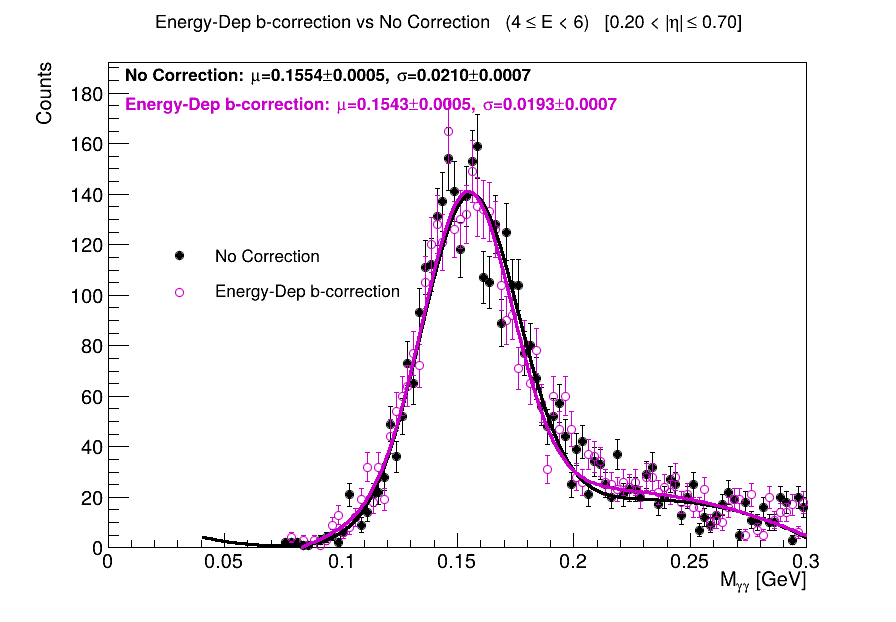 Energy-Dep b-correction vs No Correction (4 ≤ E < 6) [0.20 < |η| ≤ 0.70]
Counts
No Correction: μ=0.1554±0.0005, σ=0.0210±0.0007
Energy-Dep b-correction: μ=0.1543±0.0005, σ=0.0193±0.0007
No Correction
Energy-Dep b-correction
180
160
140
120
100
80
60
40
20
0
0 0.05 0.1 0.15 0.2 0.25 0.3
Mγγ [GeV]